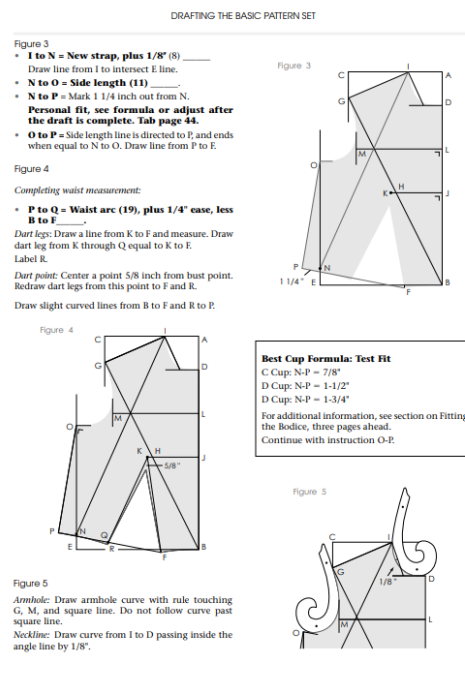 DRAFTING THE BASIC PATTERN SET
Figure 3
• I to N = New strap, plus 1/8" (8) _____
Draw line from I to intersect E line.
• N to O = Side length (11) _____.
• N to P = Mark 1 1/4 inch out from N.
Personal fit, see formula or adjust after
the draft is complete. Tab page 44.
• O to P = Side length line is directed to P, and ends
when equal to N to O. Draw line from P to F.
Figure 4
Completing waist measurement:
• P to Q = Waist arc (19), plus 1/4" ease, less
B to F_____.
Dart legs: Draw a line from K to F and measure. Draw
dart leg from K through Q equal to K to F.
Label R.
Dart point: Center a point 5/8 inch from bust point.
Redraw dart legs from this point to F and R.
Draw slight curved lines from B to F and R to P.
Figure 3
C
I
A
G
D
M
L
O
K
H
J
P
N
1 1/4"
E
F
B
Figure 4
C
I
A
G
D
M
L
O
K
H
J
5/8"
P
N
Q
E
R
F
B
Best Cup Formula: Test Fit
C Cup: N-P = 7/8"
D Cup: N-P = 1-1/2"
D Cup: N-P = 1-3/4"
For additional information, see section on Fitting
the Bodice, three pages ahead.
Continue with instruction O-P.
Figure 5
Armhole: Draw armhole curve with rule touching
G, M, and square line. Do not follow curve past
square line.
Neckline: Draw curve from I to D passing inside the
angle line by 1/8".
Figure 5
C
I
G
1/8"
D
M
L
O